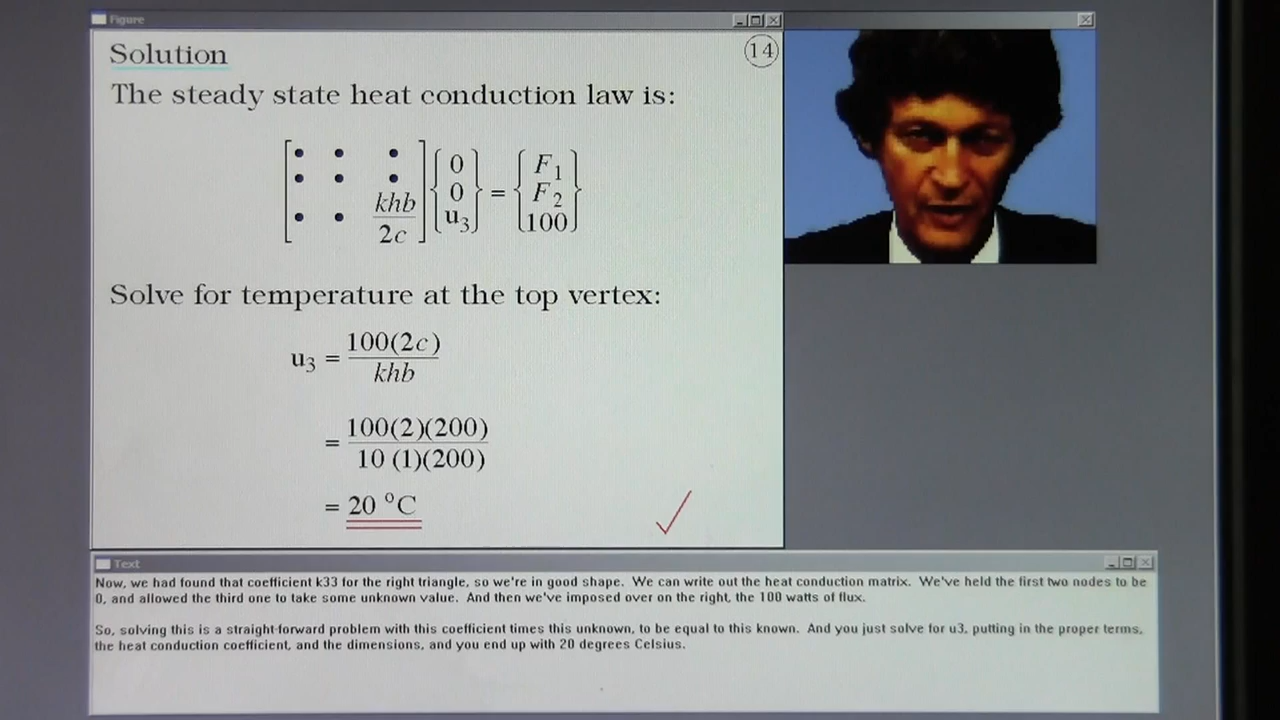 Figure
Solution
14
The steady state heat conduction law is:
khb
2c
0
0
u3
=
F1
F2
100
Solve for temperature at the top vertex:
u3 = 100(2c)
khb
= 100(2)(200)
10 (1)(200)
= 20 °C
Text
Now, we had found that coefficient k33 for the right triangle, so we're in good shape. We can write out the heat conduction matrix. We've held the first two nodes to be
0, and allowed the third one to take some unknown value. And then we've imposed over on the right, the 100 watts of flux.
So, solving this is a straight-forward problem with this coefficient times this unknown, to be equal to this known. And you just solve for u3, putting in the proper terms,
the heat conduction coefficient, and the dimensions, and you end up with 20 degrees Celsius.